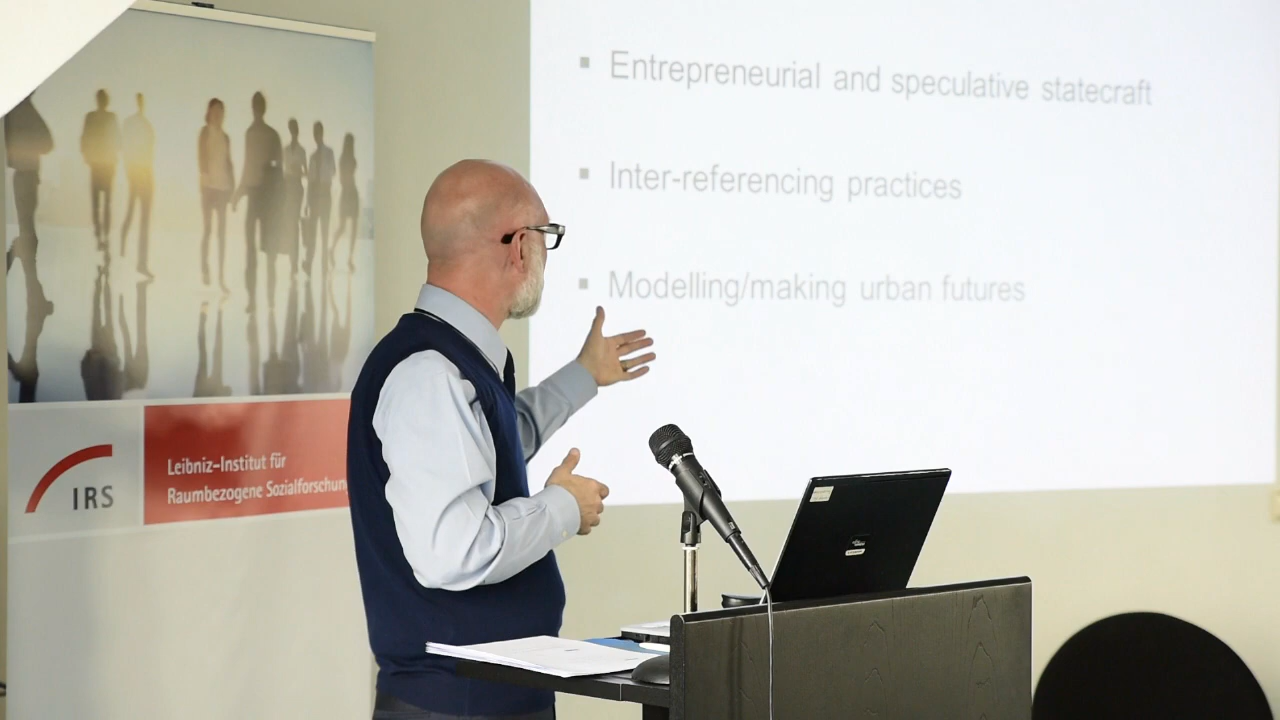 Entrepreneurial and speculative statecraft
Inter-referencing practices
Modelling/making urban futures
IRS
Leibniz-Institut für
Raumbezogene Sozialforschung